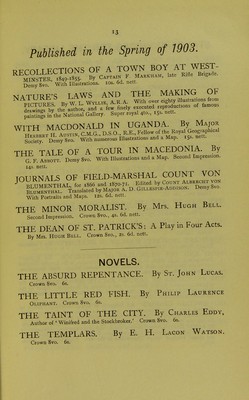 13
Published in the Spring of 1903.
RECOLLECTIONS OF A TOWN BOY AT WEST-
MINSTER, 1849-1855. By CAPTAIN F. MARKHAM, late Rifle Brigade.
Demy 8vo. With Illustrations. 10s. 6d. nett.
NATURE'S LAWS AND THE MAKING OF
PICTURES. By W. L. WYLLIE, A.R.A. With over eighty illustrations from
drawings by the author, and a few finely executed reproductions of famous
paintings in the National Gallery. Super royal 4to., 15s. nett.
WITH MACDONALD IN UGANDA. By MAJOR
HERBERT H. AUSTIN, C.M.G., D.S.O., R.E., Fellow of the Royal Geographical
Society. Demy 8vo. With numerous Illustrations and a Map. 15s. nett.
THE TALE OF A TOUR IN MACEDONIA. By
G. F. ABBOTT. Demy 8vo. With Illustrations and a Map. Second Impression.
14s. nett.
JOURNALS OF FIELD-MARSHAL COUNT VON
BLUMENTHAL, for 1866 and 1870-71. Edited by COUNT ALBRECHT VON
BLUMENTHAL. Translated by MAJOR A. D. GILLESPIE-ADDISON. Demy 8vo.
With Portraits and Maps. 12s. 6d. nett.
THE MINOR MORALIST. By MRS. HUGH BELL.
Second Impression. CROWN 8vo., 4s. 6d. nett.
THE DEAN OF ST. PATRICK'S: A Play in Four Acts.
By MRS. HUGH BELL. CROWN 8vo., 2s. 6d. nett.
NOVELS.
THE ABSURD REPENTANCE. By ST. JOHN LUCAS.
CROWN 8vo. 6s.
THE LITTLE RED FISH. By PHILIP LAURENCE
OLIPHANT. CROWN 8vo. 6s.
THE TAINT OF THE CITY. By CHARLES EDDY,
Author of 'Winifred and the Stockbroker.' CROWN 8vo. 6s.
THE TEMPLARS. By E. H. LACON WATSON.
CROWN 8vo. 6s.